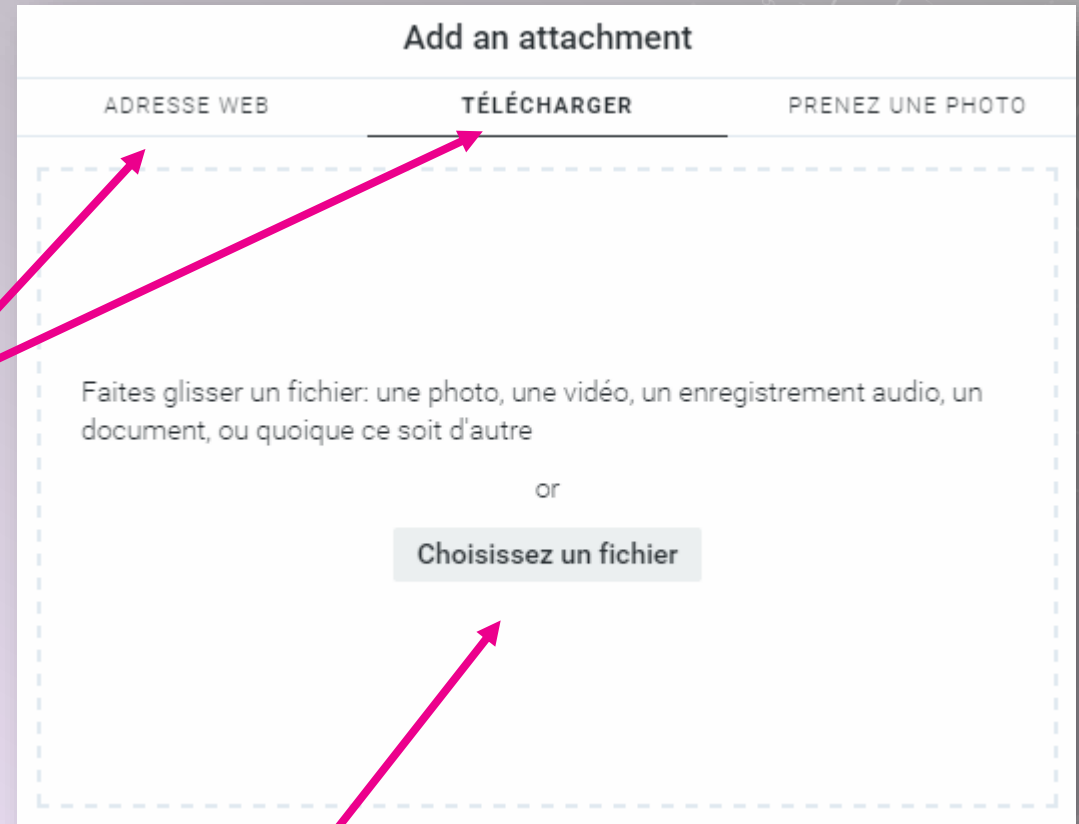 Add an attachment
ADRESSE WEB TÉLÉCHARGER PRENEZ UNE PHOTO
Faites glisser un fichier: une photo, une vidéo, un enregistrement audio, un
document, ou quoique ce soit d'autre
or
Choisissez un fichier